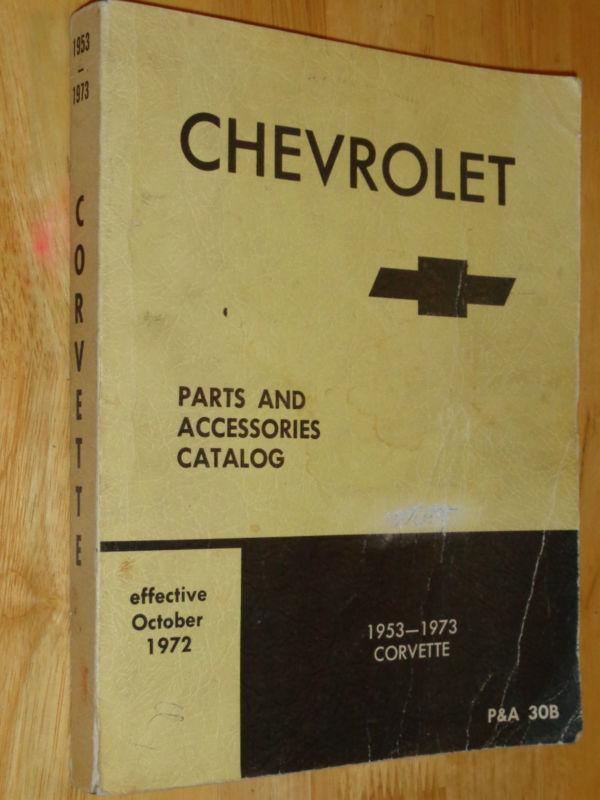 1953
—
1973
CORVETTE
CHEVROLET
PARTS AND
ACCESSORIES
CATALOG
effective
October
1972
1953—1973
CORVETTE
P&A 30B